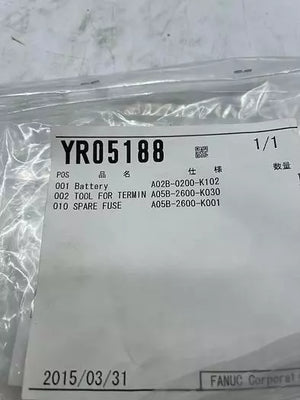 YR05188 1/1
POS 品 名 仕 様 数量
001 Battery A02B-0200-K102
002 TOOL FOR TERMIN A05B-2600-K030
010 SPARE FUSE A05B-2600-K001
2015/03/31 FANUC Corporat